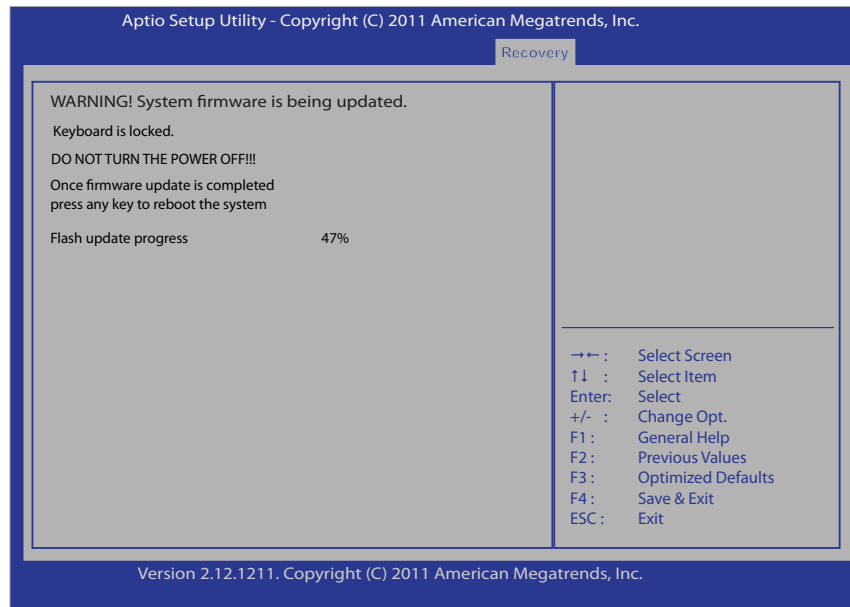 Aptio Setup Utility - Copyright (C) 2011 American Megatrends, Inc.
Recovery
WARNING! System firmware is being updated.
Keyboard is locked.
DO NOT TURN THE POWER OFF!!!
Once firmware update is completed
press any key to reboot the system
Flash update progress 47%
→← : Select Screen
↑↓ : Select Item
Enter: Select
+/- : Change Opt.
F1 : General Help
F2 : Previous Values
F3 : Optimized Defaults
F4 : Save & Exit
ESC : Exit
Version 2.12.1211. Copyright (C) 2011 American Megatrends, Inc.